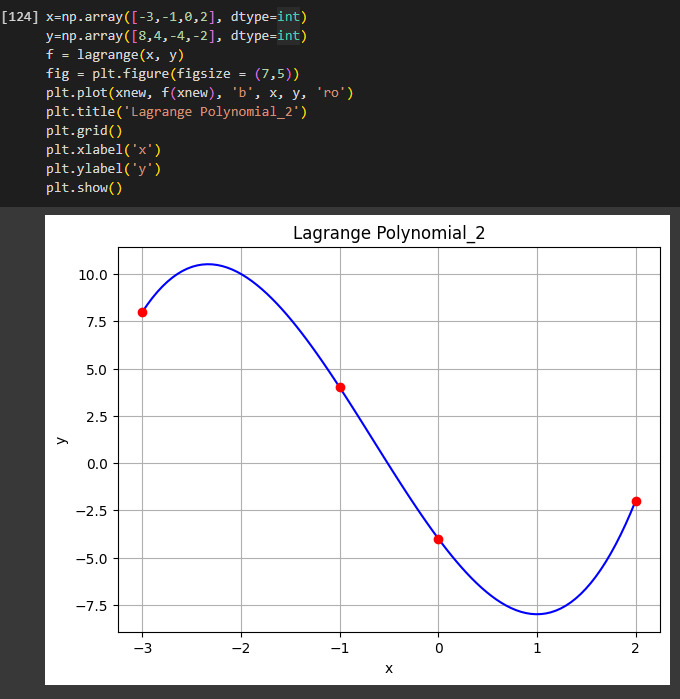 [124] x=np.array([-3,-1,0,2], dtype=int)
y=np.array([8,4,-4,-2], dtype=int)
f = lagrange(x, y)
fig = plt.figure(figsize = (7,5))
plt.plot(xnew, f(xnew), 'b', x, y, 'ro')
plt.title('Lagrange Polynomial_2')
plt.grid()
plt.xlabel('x')
plt.ylabel('y')
plt.show()
Lagrange Polynomial_2
10.0
7.5
5.0
2.5
0.0
−2.5
−5.0
−7.5
y
−3 −2 −1 0 1 2
x